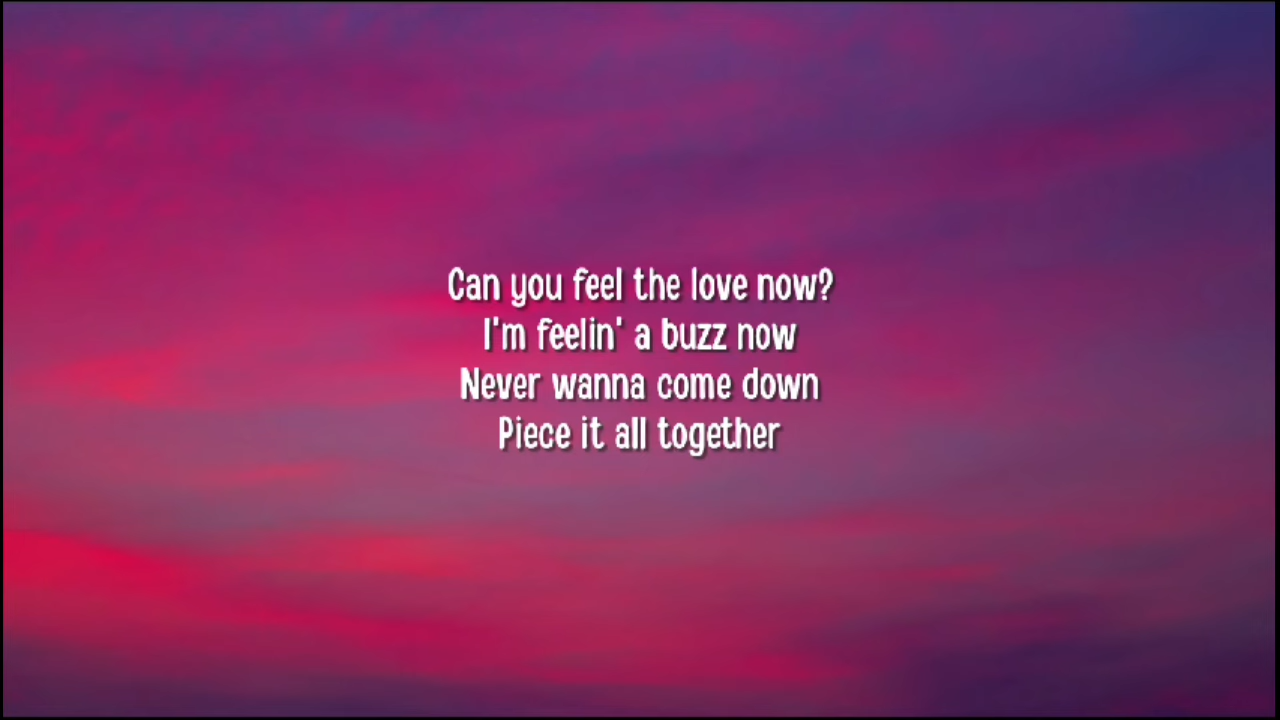 Can you feel the love now?
I'm feelin' a buzz now
Never wanna come down
Piece it all together